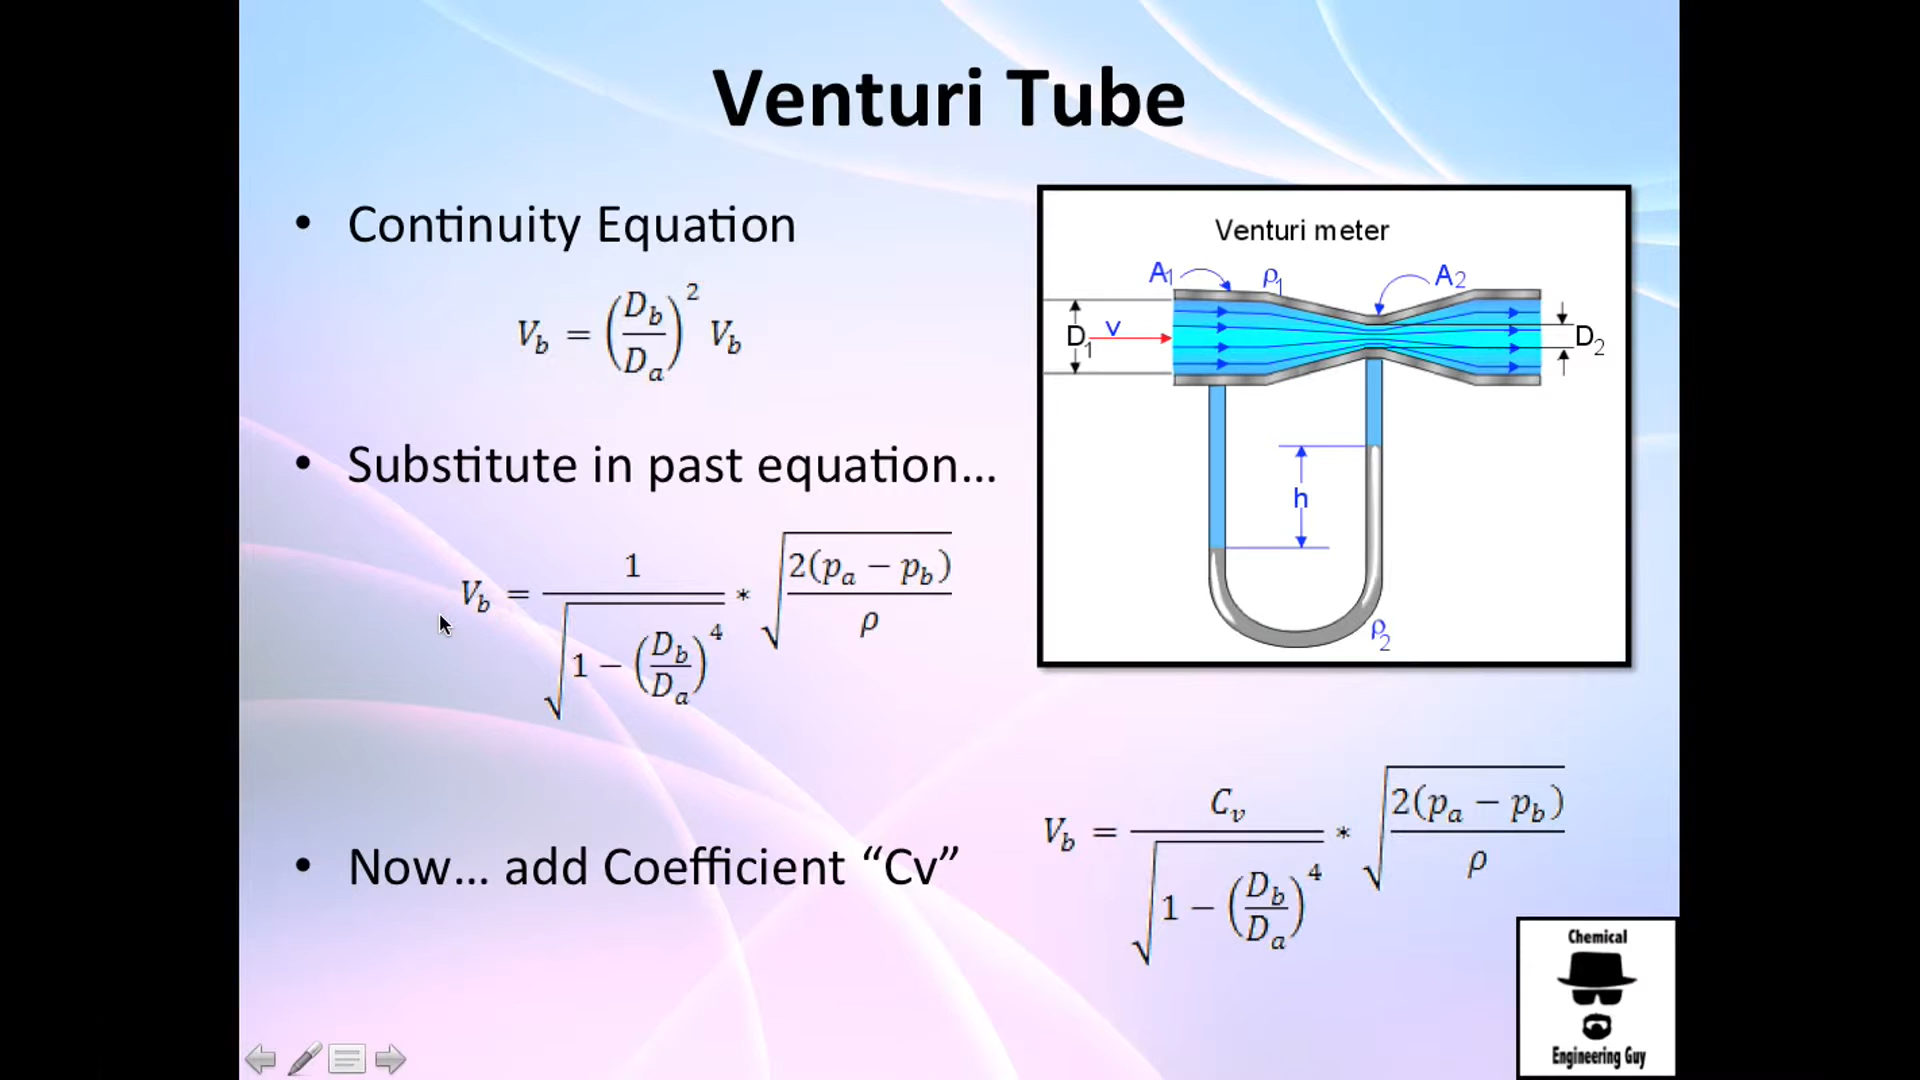 Venturi Tube
• Continuity Equation
V_b = (D_b/D_a)^2 V_b
• Substitute in past equation...
V_b = 1/√(1 − (D_b/D_a)^4) * √(2(p_a − p_b)/ρ)
• Now... add Coefficient “Cv”
Venturi meter
A1 ρ1 A2
D1 v D2
h
ρ2
V_b = C_v/√(1 − (D_b/D_a)^4) * √(2(p_a − p_b)/ρ)
Chemical
Engineering Guy